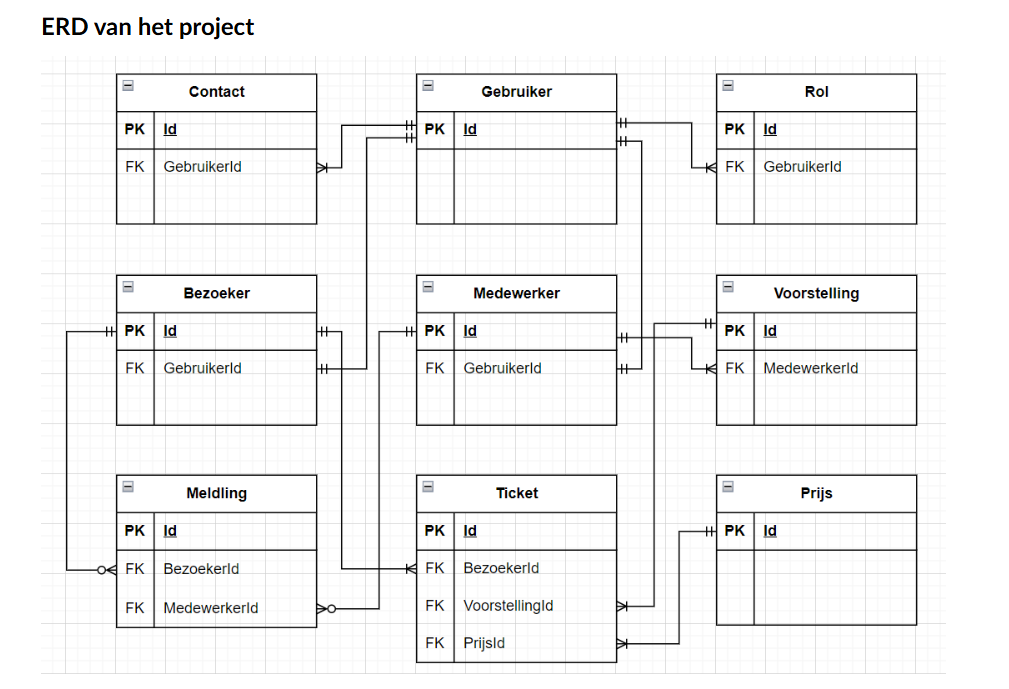 ERD van het project
Contact
PK Id
FK GebruikerId
Gebruiker
PK Id
Rol
PK Id
FK GebruikerId
Bezoeker
PK Id
FK GebruikerId
Medewerker
PK Id
FK GebruikerId
Voorstelling
PK Id
FK MedewerkerId
Meldling
PK Id
FK BezoekerId
FK MedewerkerId
Ticket
PK Id
FK BezoekerId
FK VoorstellingId
FK PrijsId
Prijs
PK Id